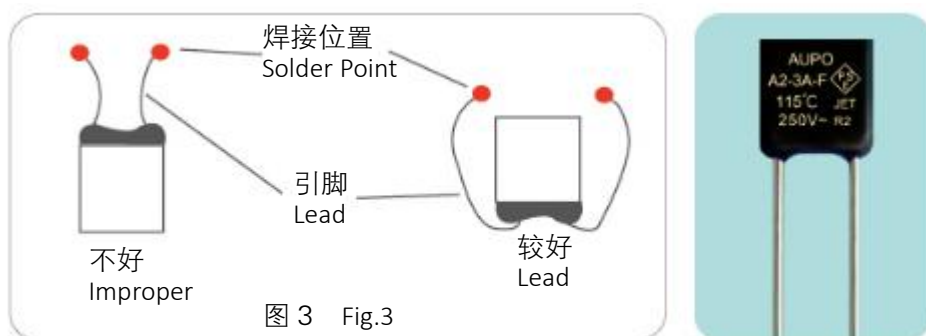 焊接位置
Solder Point
引脚
Lead
不好
Improper
较好
Lead
图 3 Fig.3
AUPO
A2-3A-F
PS
E
115℃ JET
250V~ R2